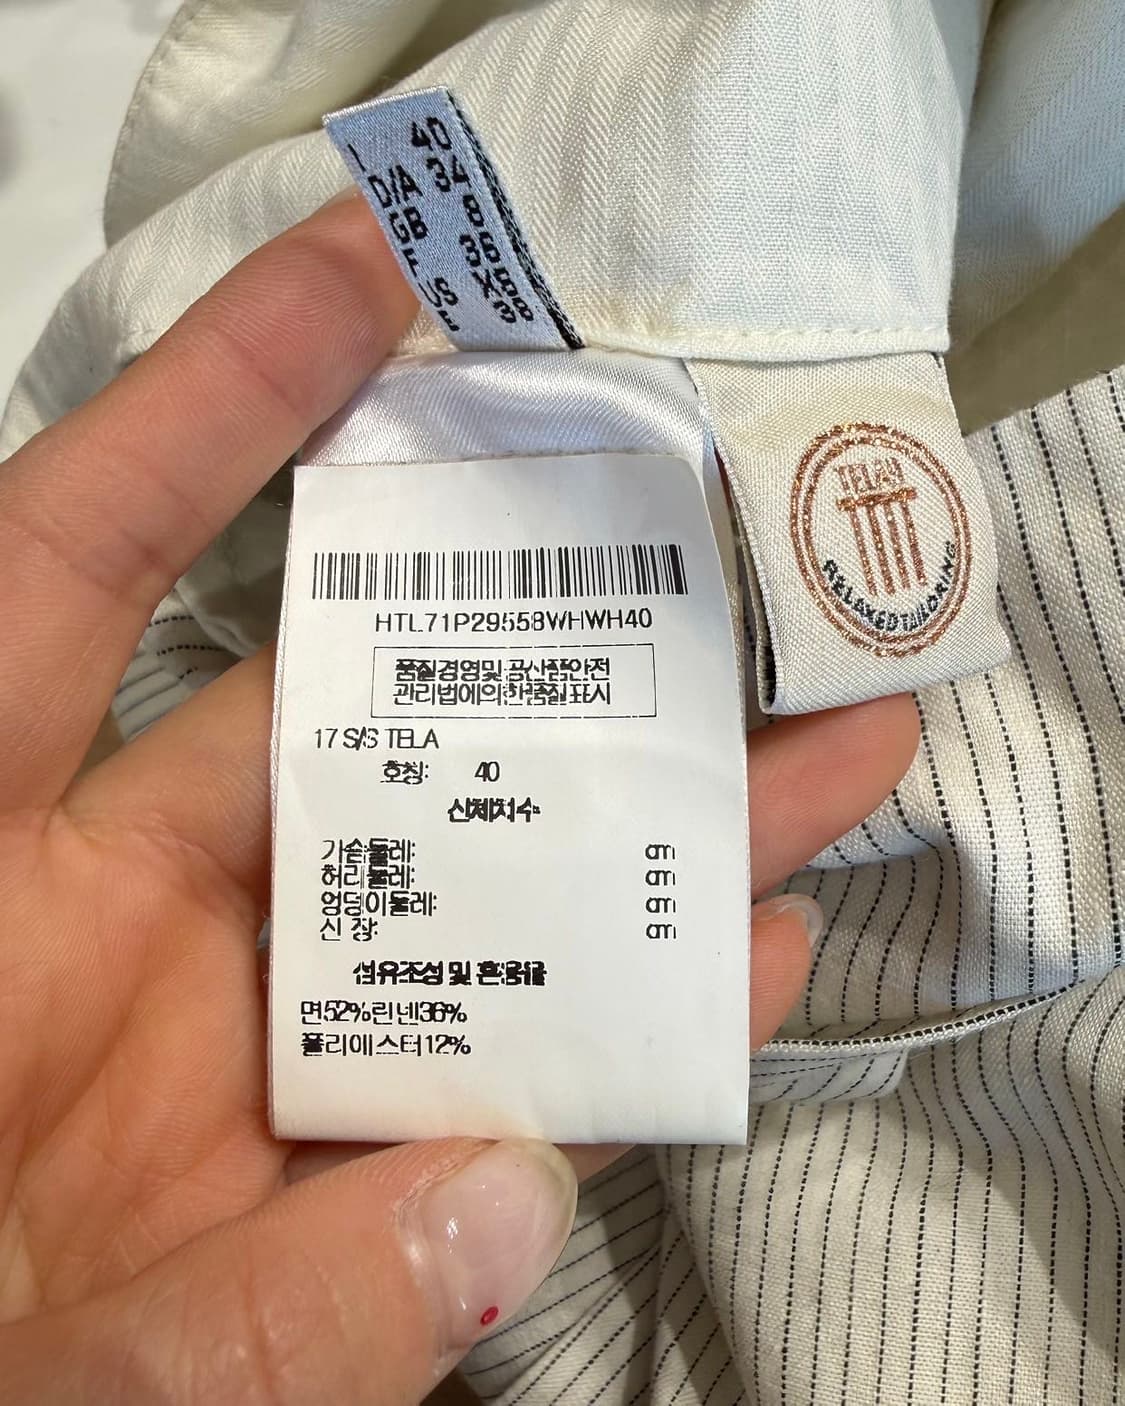 I 40
D/A 34
GB 8
F 36
US XS
E 38
TELA9
RELAXED TAILORING
HTL71P29558WHWH40
품질경영및공산품안전
관리법에의한품질표시
17 S/S TELA
호칭: 40
신체치수
가슴둘레: cm
허리둘레: cm
엉덩이둘레: cm
신 장: cm
섬유조성 및 혼용률
면52%린넨36%
폴리에스터12%